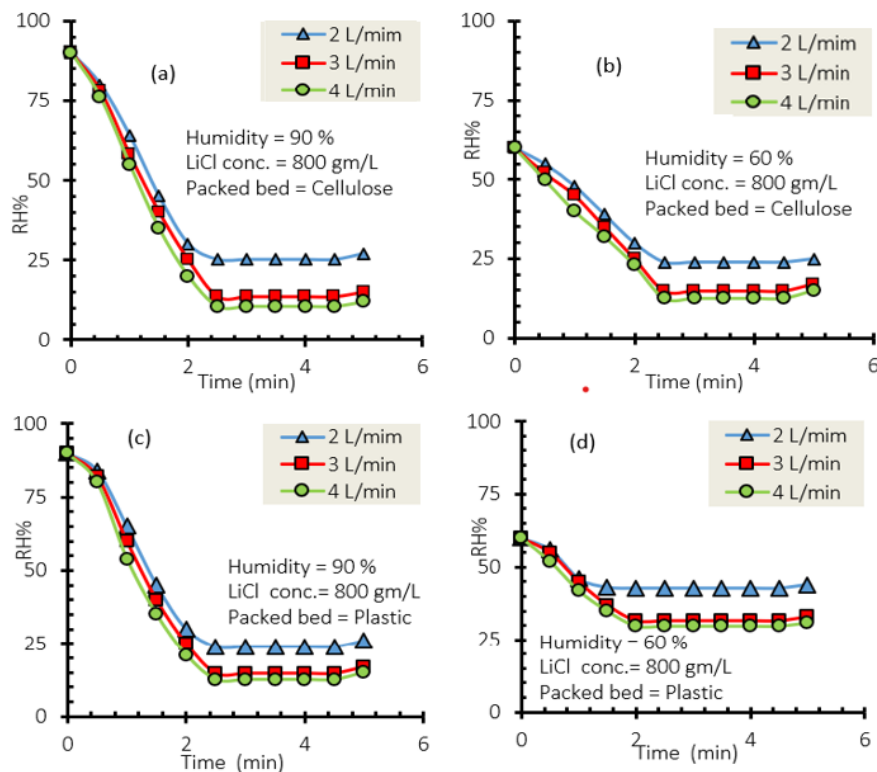 100
75
50
25
0
RH%
(a)
2 L/mim
3 L/min
4 L/min
Humidity = 90 %
LiCl conc. = 800 gm/L
Packed bed = Cellulose
0 2 4 6
Time (min)
100
75
50
25
0
RH%
(b)
2 L/mim
3 L/min
4 L/min
Humidity = 60 %
LiCl conc. = 800 gm/L
Packed bed = Cellulose
0 2 4 6
Time (min)
100
75
50
25
0
RH%
(c)
2 L/mim
3 L/min
4 L/min
Humidity = 90 %
LiCl conc. = 800 gm/L
Packed bed = Plastic
0 2 4 6
Time (min)
100
75
50
25
0
RH%
(d)
2 L/mim
3 L/min
4 L/min
Humidity = 60 %
LiCl conc. = 800 gm/L
Packed bed = Plastic
0 2 4 6
Time (min)